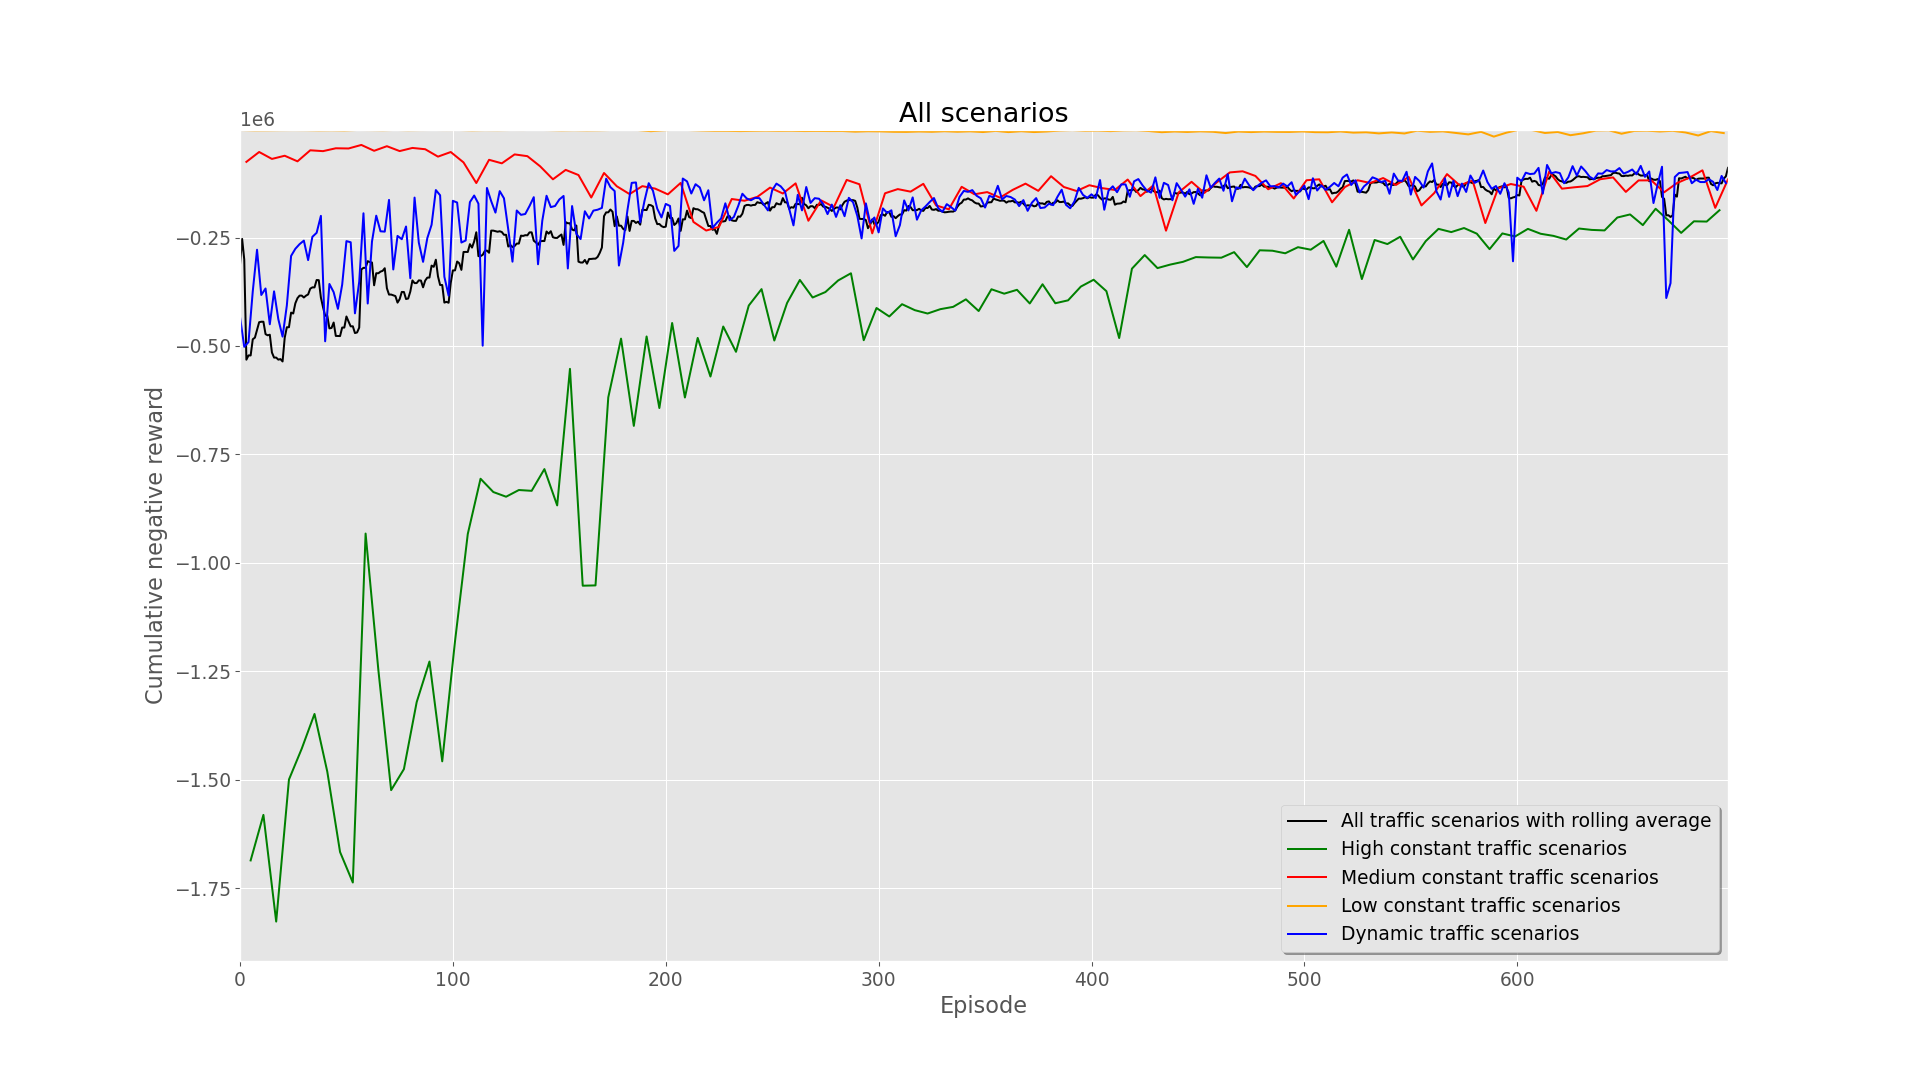 All scenarios
1e6
−0.25
−0.50
−0.75
−1.00
−1.25
−1.50
−1.75
Cumulative negative reward
0 100 200 300 400 500 600
Episode
All traffic scenarios with rolling average
High constant traffic scenarios
Medium constant traffic scenarios
Low constant traffic scenarios
Dynamic traffic scenarios